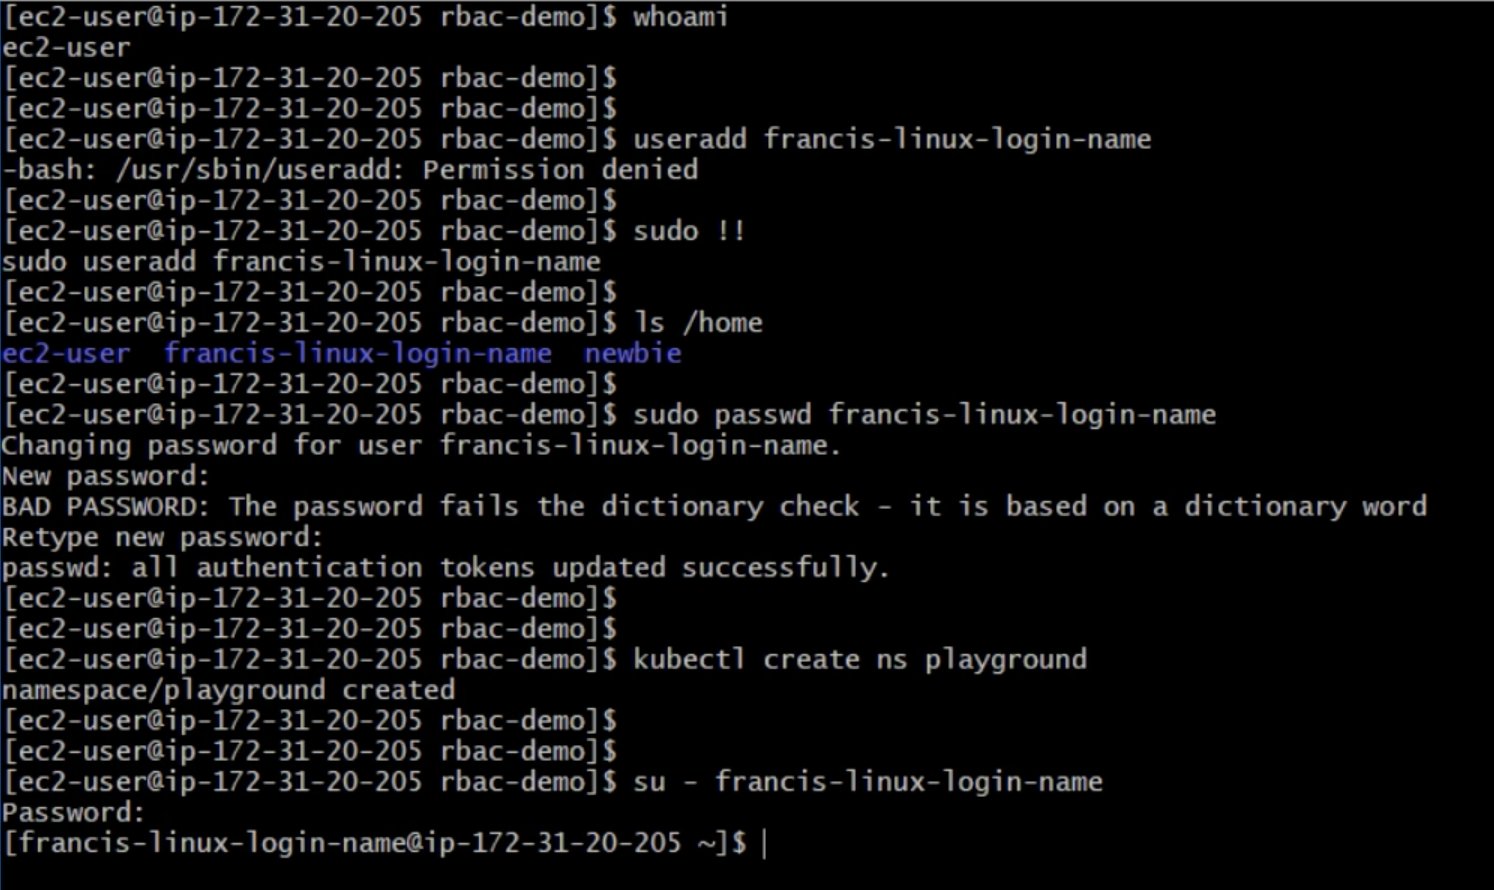 [ec2-user@ip-172-31-20-205 rbac-demo]$ whoami
ec2-user
[ec2-user@ip-172-31-20-205 rbac-demo]$
[ec2-user@ip-172-31-20-205 rbac-demo]$
[ec2-user@ip-172-31-20-205 rbac-demo]$ useradd francis-linux-login-name
-bash: /usr/sbin/useradd: Permission denied
[ec2-user@ip-172-31-20-205 rbac-demo]$
[ec2-user@ip-172-31-20-205 rbac-demo]$ sudo !!
sudo useradd francis-linux-login-name
[ec2-user@ip-172-31-20-205 rbac-demo]$
[ec2-user@ip-172-31-20-205 rbac-demo]$ ls /home
ec2-user  francis-linux-login-name  newbie
[ec2-user@ip-172-31-20-205 rbac-demo]$
[ec2-user@ip-172-31-20-205 rbac-demo]$ sudo passwd francis-linux-login-name
Changing password for user francis-linux-login-name.
New password:
BAD PASSWORD: The password fails the dictionary check - it is based on a dictionary word
Retype new password:
passwd: all authentication tokens updated successfully.
[ec2-user@ip-172-31-20-205 rbac-demo]$
[ec2-user@ip-172-31-20-205 rbac-demo]$
[ec2-user@ip-172-31-20-205 rbac-demo]$ kubectl create ns playground
namespace/playground created
[ec2-user@ip-172-31-20-205 rbac-demo]$
[ec2-user@ip-172-31-20-205 rbac-demo]$
[ec2-user@ip-172-31-20-205 rbac-demo]$ su - francis-linux-login-name
Password:
[francis-linux-login-name@ip-172-31-20-205 ~]$